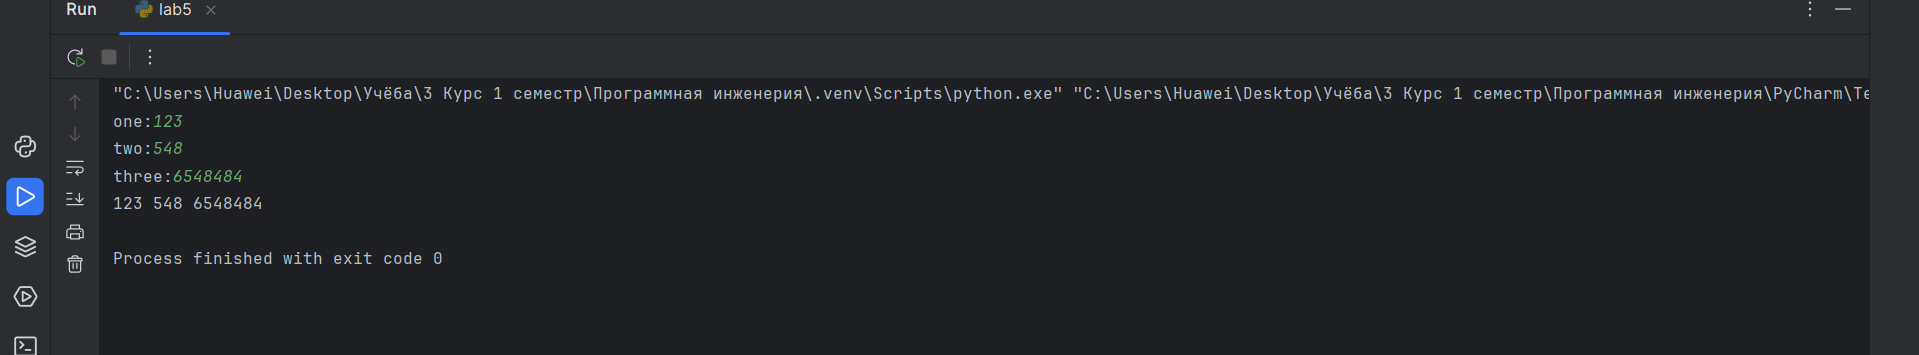 Run lab5
"C:\Users\Huawei\Desktop\Учёба\3 Курс 1 семестр\Программная инженерия\.venv\Scripts\python.exe" "C:\Users\Huawei\Desktop\Учёба\3 Курс 1 семестр\Программная инженерия\PyCharm\Te
one:123
two:548
three:6548484
123 548 6548484
Process finished with exit code 0